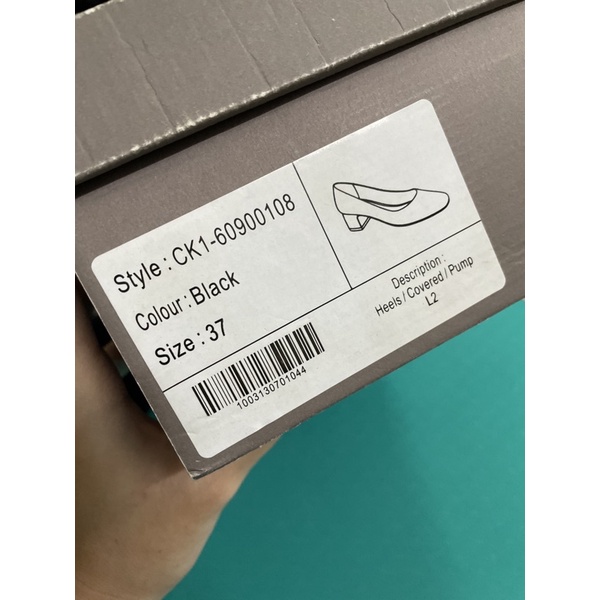 Style : CK1-60900108
Colour : Black
Size : 37
Description :
Heels / Covered / Pump
L2
1003130701044